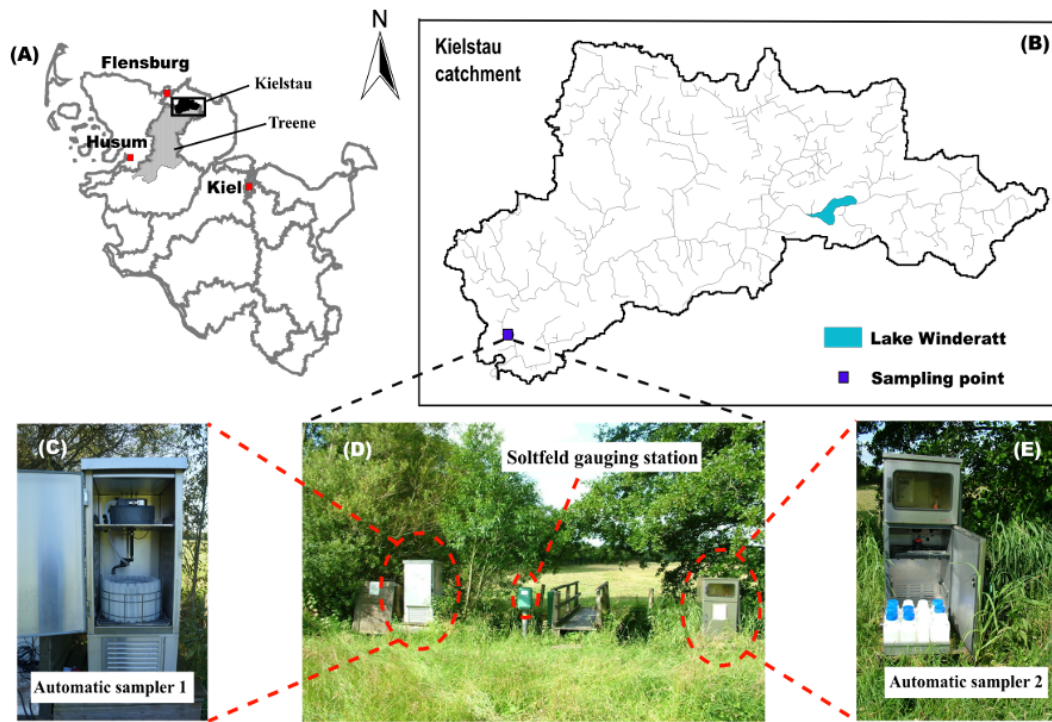 (A)
N
Flensburg
Kielstau
Treene
Husum
Kiel
Kielstau
catchment
(B)
Lake Winderatt
Sampling point
(C)
Automatic sampler 1
(D)
Soltfeld gauging station
(E)
Automatic sampler 2